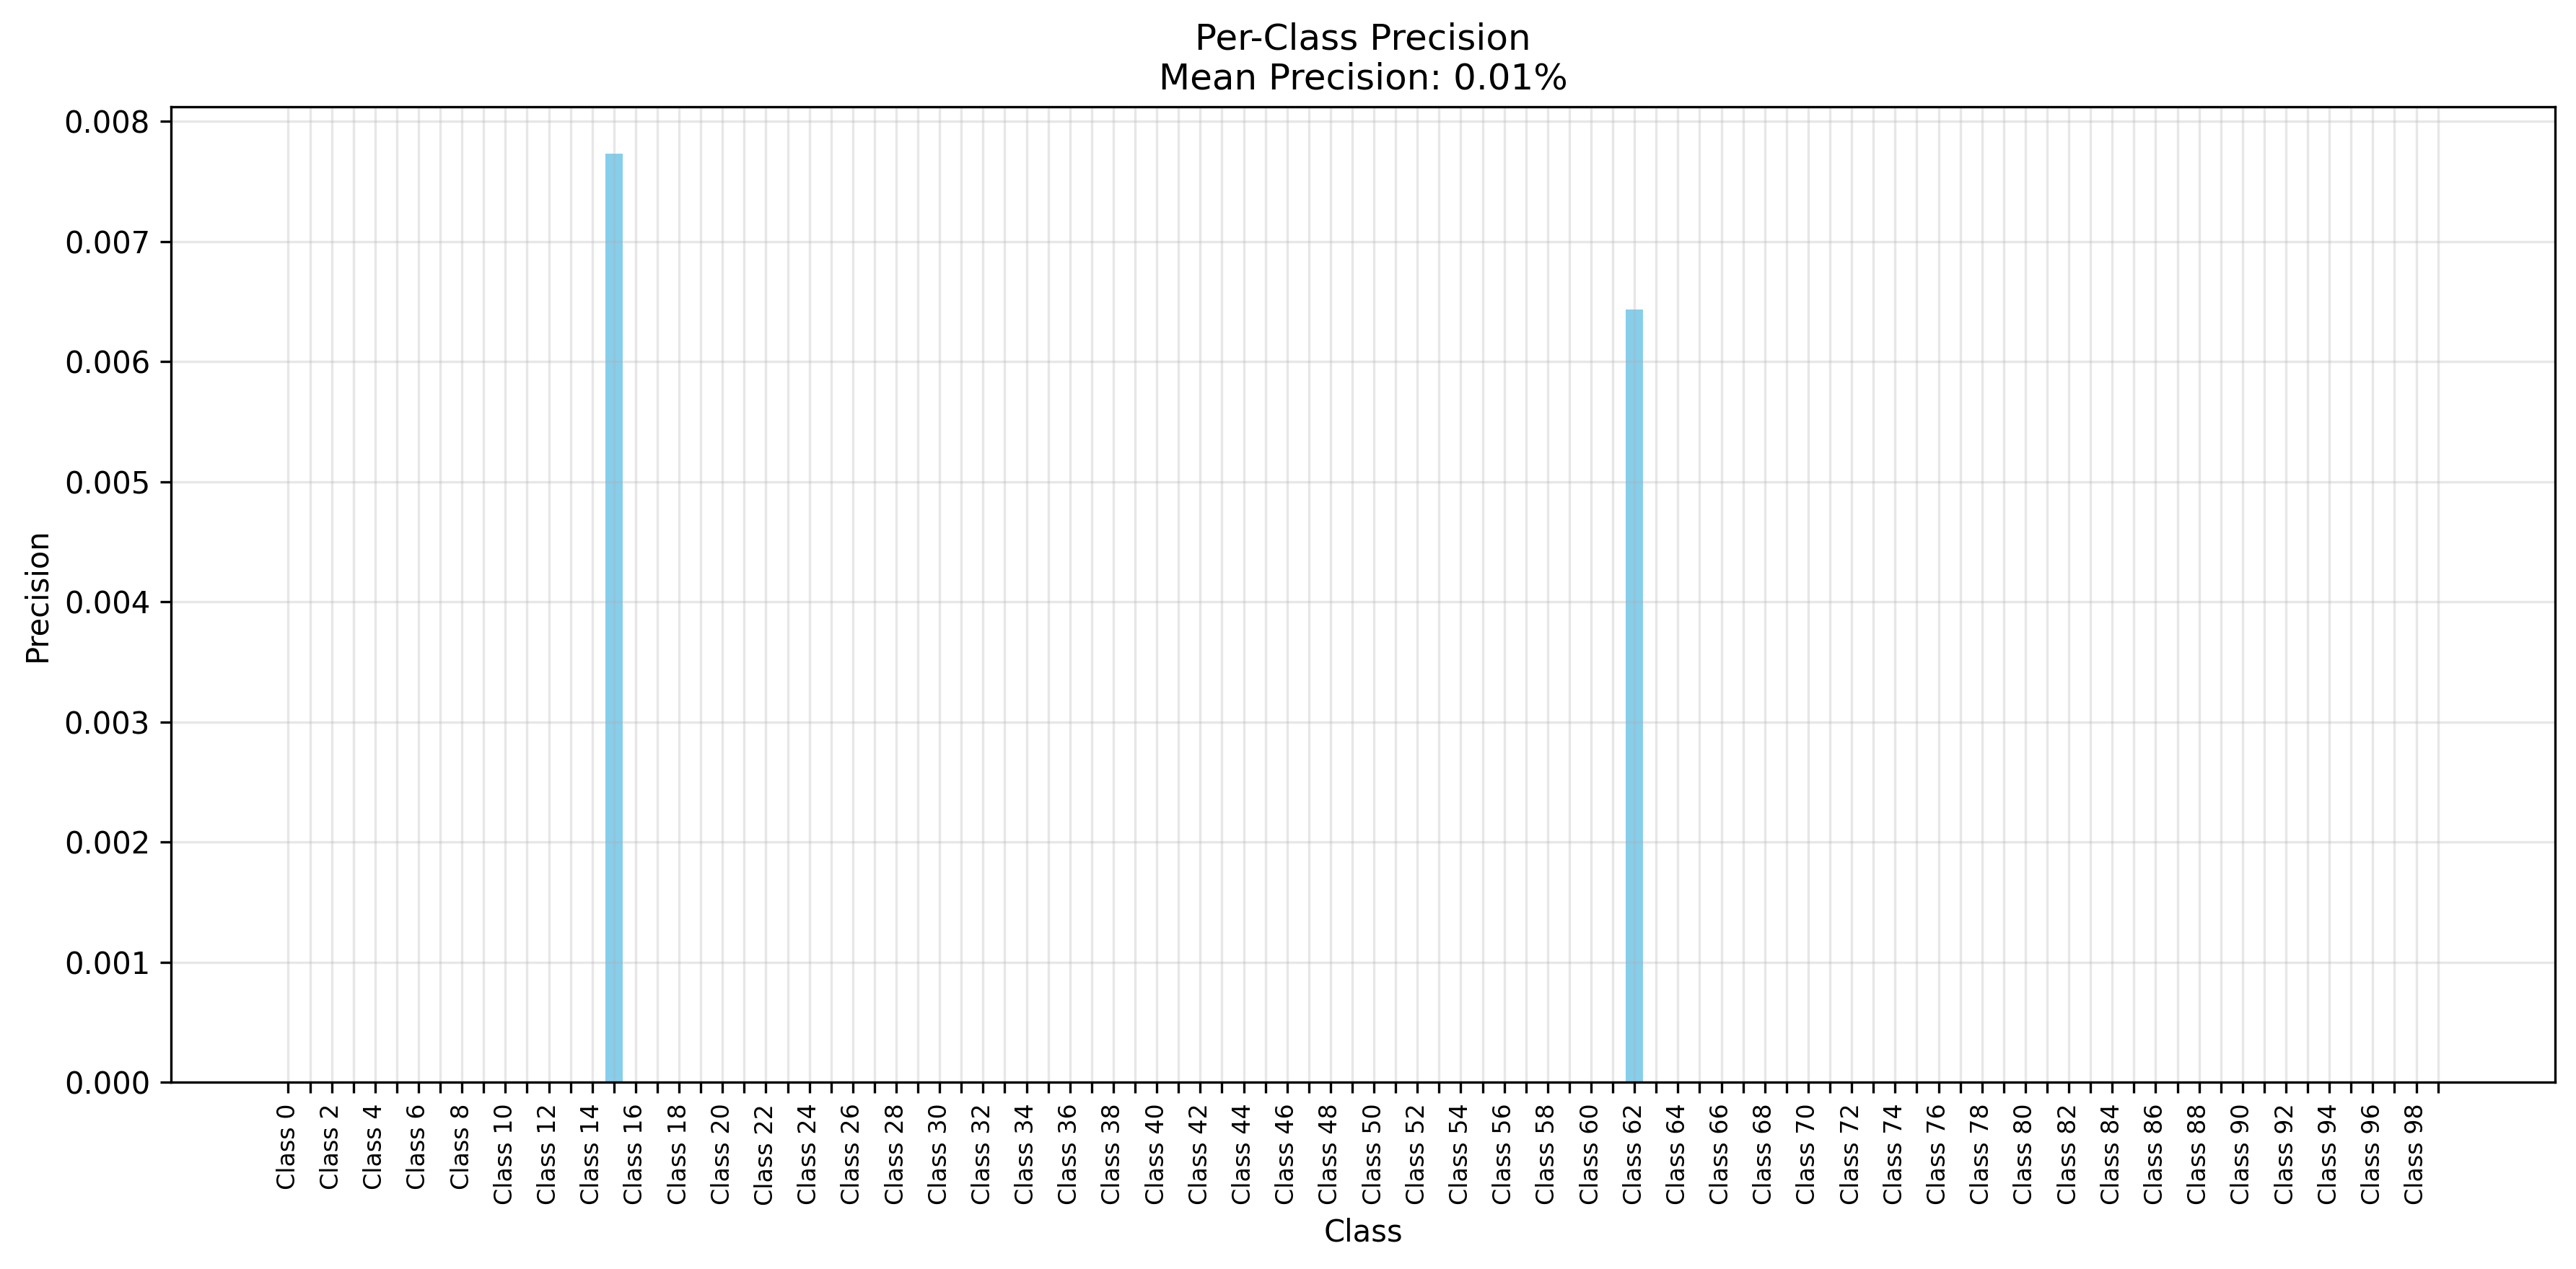 Per-Class Precision
Mean Precision: 0.01%
0.008
0.007
0.006
0.005
0.004
0.003
0.002
0.001
0.000
Precision
Class 0
Class 2
Class 4
Class 6
Class 8
Class 10
Class 12
Class 14
Class 16
Class 18
Class 20
Class 22
Class 24
Class 26
Class 28
Class 30
Class 32
Class 34
Class 36
Class 38
Class 40
Class 42
Class 44
Class 46
Class 48
Class 50
Class 52
Class 54
Class 56
Class 58
Class 60
Class 62
Class 64
Class 66
Class 68
Class 70
Class 72
Class 74
Class 76
Class 78
Class 80
Class 82
Class 84
Class 86
Class 88
Class 90
Class 92
Class 94
Class 96
Class 98
Class